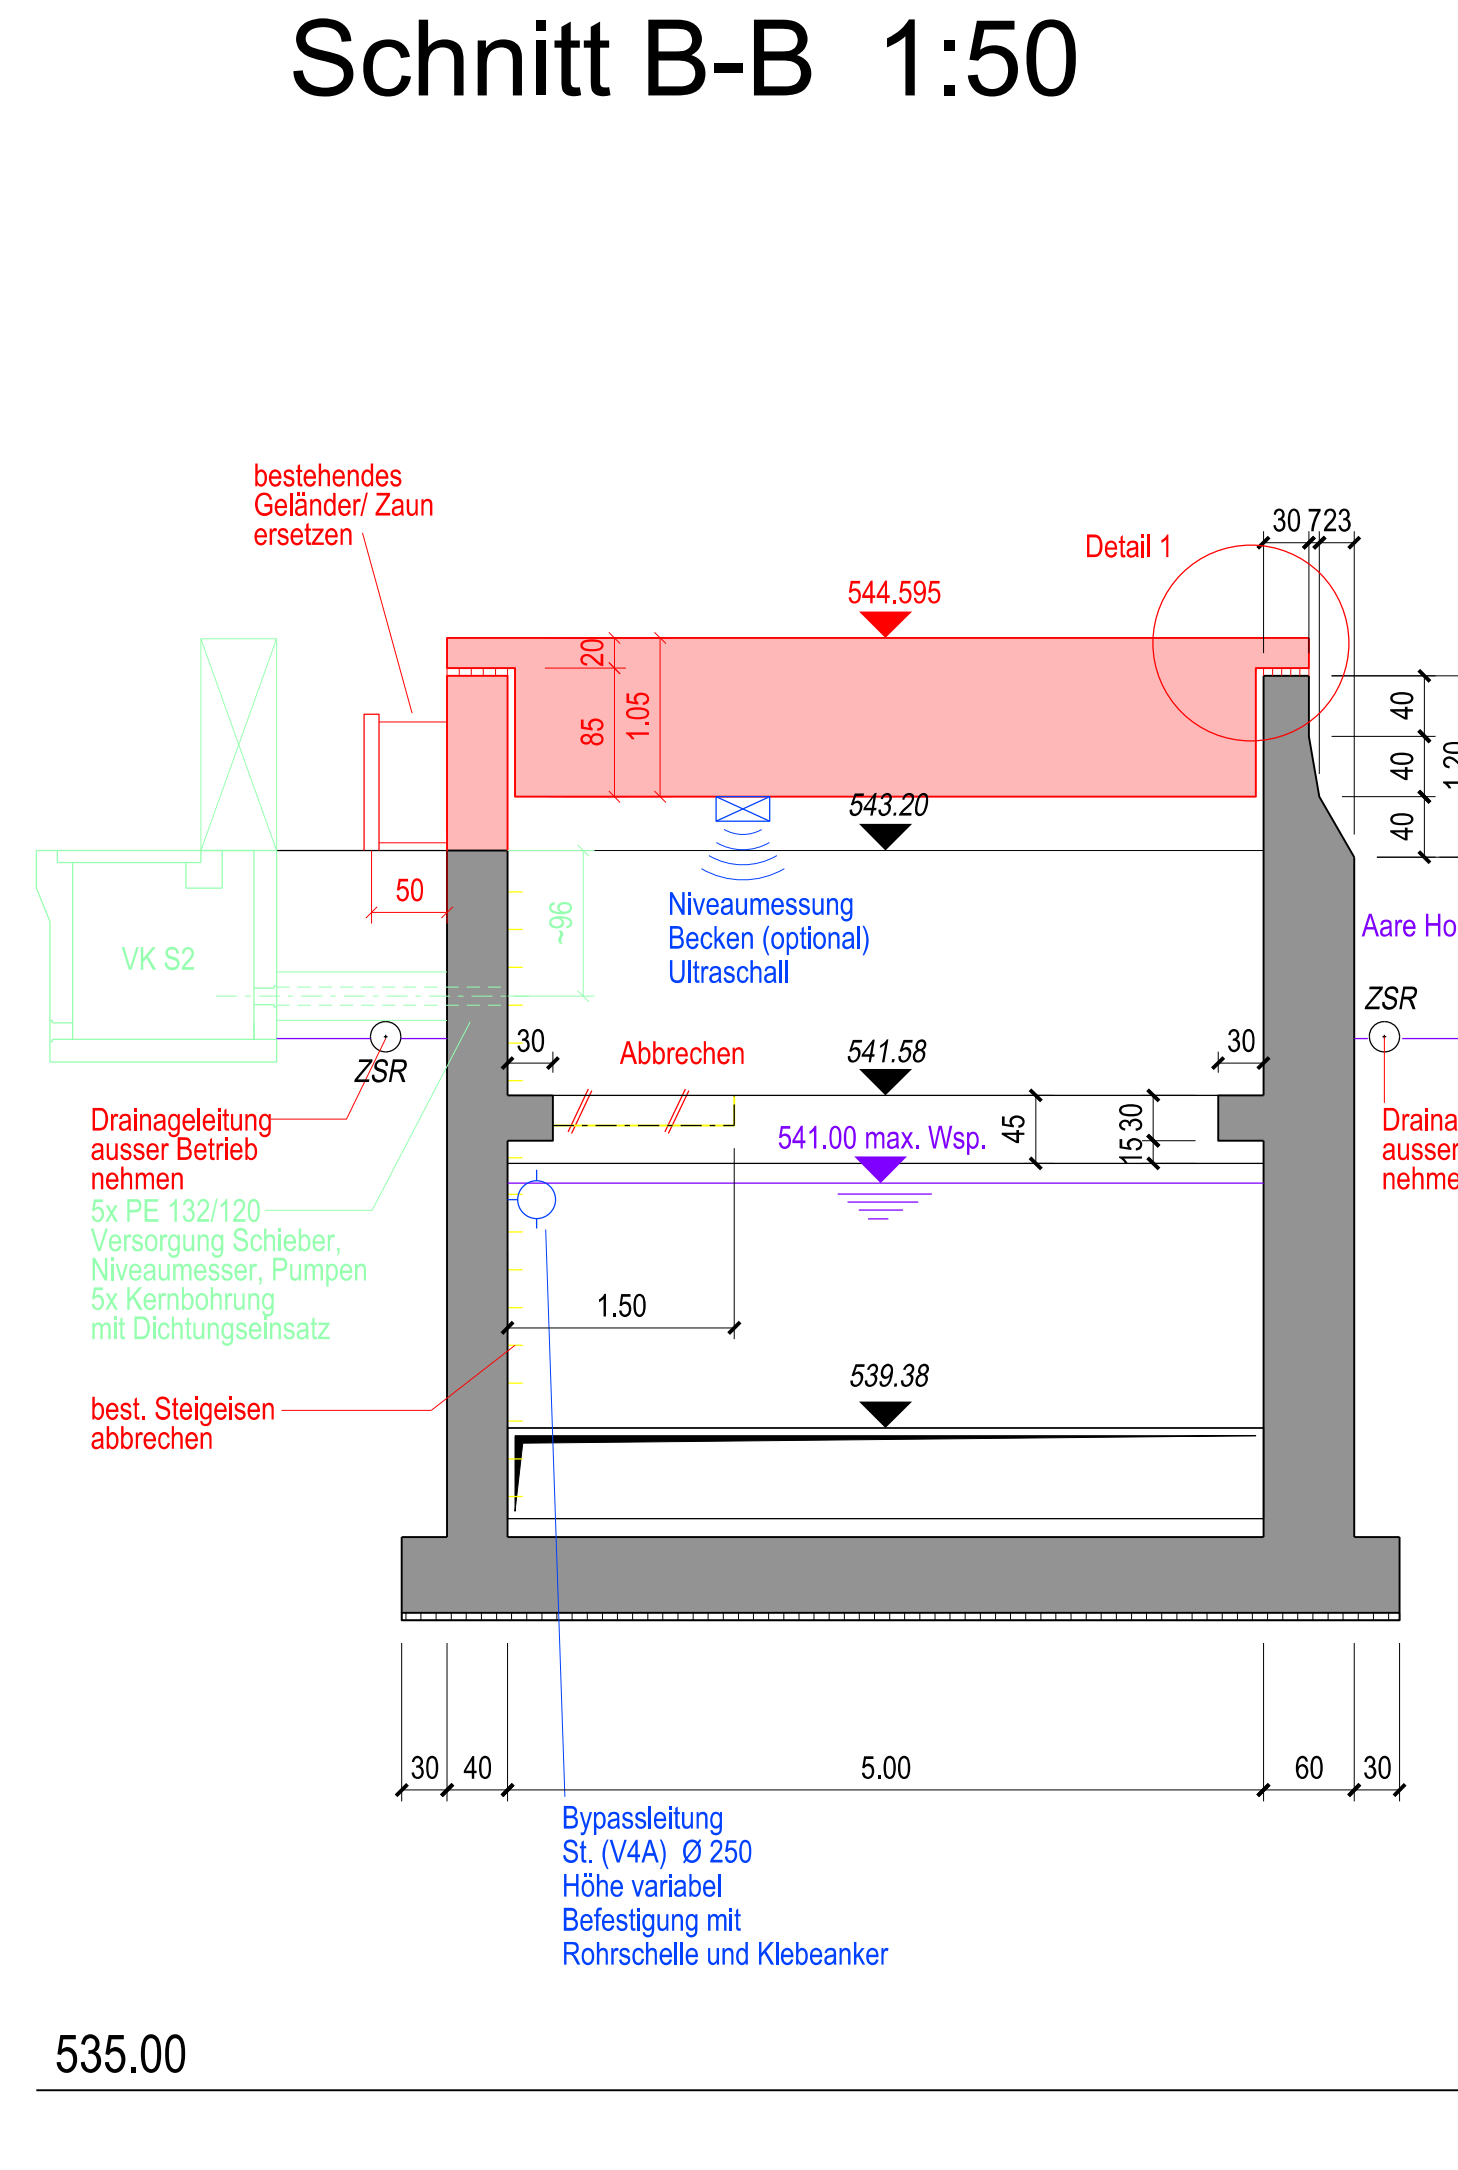 Schnitt B-B 1:50
bestehendes
Geländer/ Zaun
ersetzen
30 7 23
Detail 1
544.595
20
85
1.05
40
40
40
1.20
543.20
50
~96
Niveaumessung
Becken (optional)
Ultraschall
VK S2
Aare Ho
ZSR
ZSR
30
Abbrechen
541.58
30
Drainageleitung
ausser Betrieb
nehmen
541.00 max. Wsp.
45
30
15
Draina
ausser
nehme
5x PE 132/120
Versorgung Schieber,
Niveaumesser, Pumpen
5x Kernbohrung
mit Dichtungseinsatz
1.50
539.38
best. Steigeisen
abbrechen
30 40 5.00 60 30
Bypassleitung
St. (V4A) Ø 250
Höhe variabel
Befestigung mit
Rohrschelle und Klebeanker
535.00